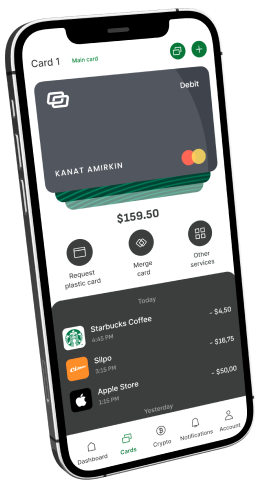 Card 1
Main card
Debit
KANAT AMIRKIN
$159.50
Request
plastic card
Merge
card
Other
services
Today
Starbucks Coffee
4:45 PM
- $4,50
Silpo
3:15 PM
- $16,75
Apple Store
1:15 PM
- $50,00
Yesterday
Dashboard
Cards
Crypto
Notifications
Account